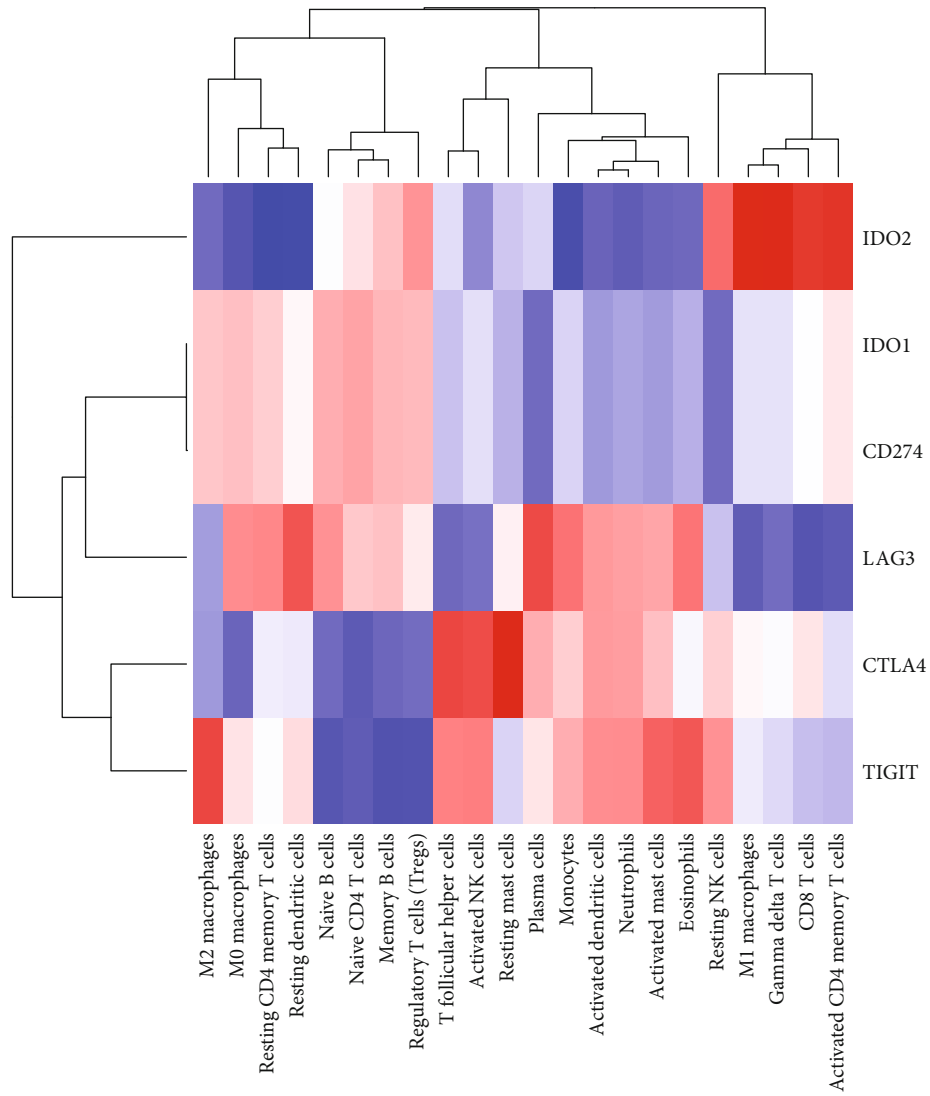 IDO2
IDO1
CD274
LAG3
CTLA4
TIGIT
M2 macrophages
M0 macrophages
Resting CD4 memory T cells
Resting dendritic cells
Naive B cells
Naive CD4 T cells
Memory B cells
Regulatory T cells (Tregs)
T follicular helper cells
Activated NK cells
Resting mast cells
Plasma cells
Monocytes
Activated dendritic cells
Neutrophils
Activated mast cells
Eosinophils
Resting NK cells
M1 macrophages
Gamma delta T cells
CD8 T cells
Activated CD4 memory T cells